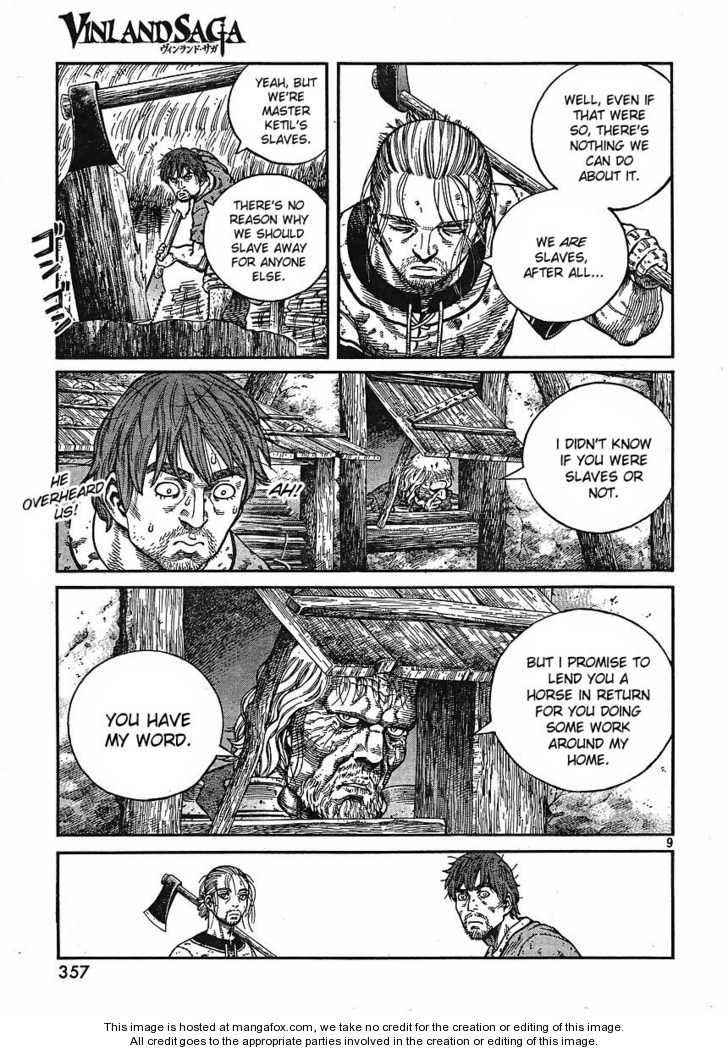 VINLAND SAGA
ヴィンランド・サガ
WELL, EVEN IF
THAT WERE
SO, THERE'S
NOTHING WE
CAN DO
ABOUT IT.
WE ARE
SLAVES,
AFTER ALL...
YEAH, BUT
WE'RE
MASTER
KETIL'S
SLAVES.
THERE'S NO
REASON WHY
WE SHOULD
SLAVE AWAY
FOR ANYONE
ELSE.
I DIDN'T KNOW
IF YOU WERE
SLAVES OR
NOT.
AH!
HE
OVERHEARD
US!
BUT I PROMISE TO
LEND YOU A
HORSE IN RETURN
FOR YOU DOING
SOME WORK
AROUND MY
HOME.
YOU HAVE
MY WORD.
9
357
This image is hosted at mangafox.com, we take no credit for the creation or editing of this image.
All credit goes to the appropriate parties involved in the creation or editing of this image.